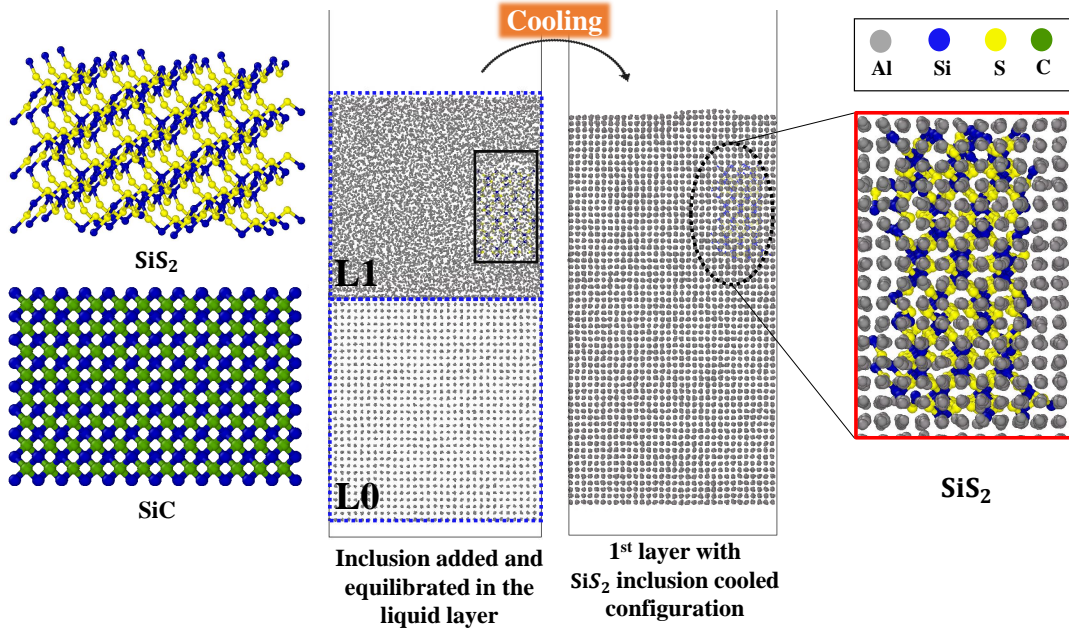 Cooling
Al Si S C
SiS₂
L1
SiC
L0
SiS₂
Inclusion added and
equilibrated in the
liquid layer
1st layer with
SiS₂ inclusion cooled
configuration